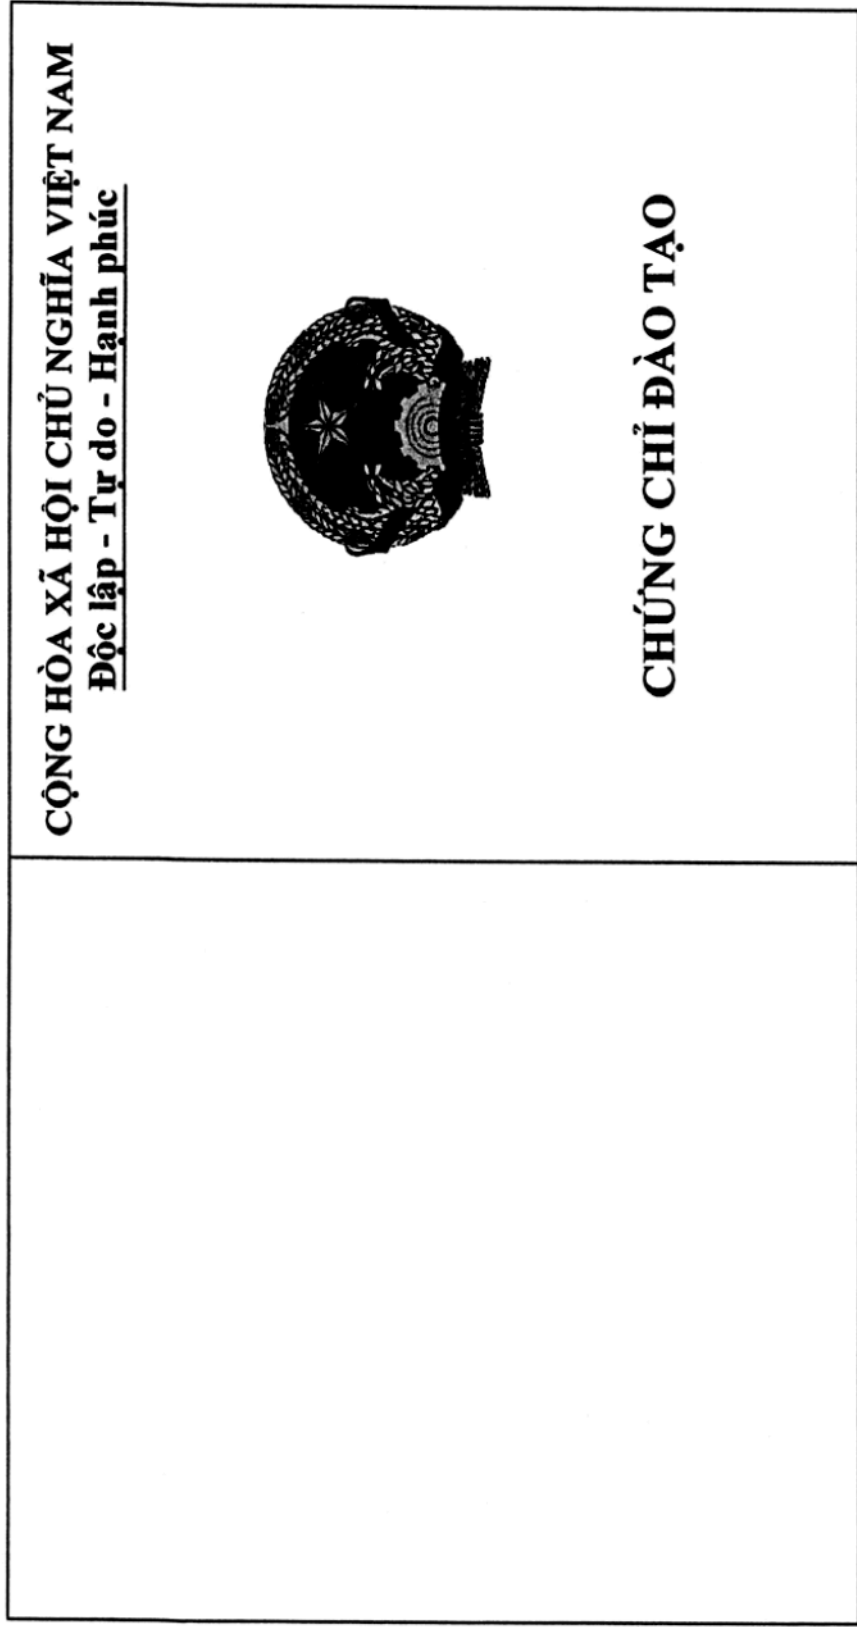 CỘNG HÒA XÃ HỘI CHỦ NGHĨA VIỆT NAM
Độc lập - Tự do - Hạnh phúc
CHỨNG CHỈ ĐÀO TẠO